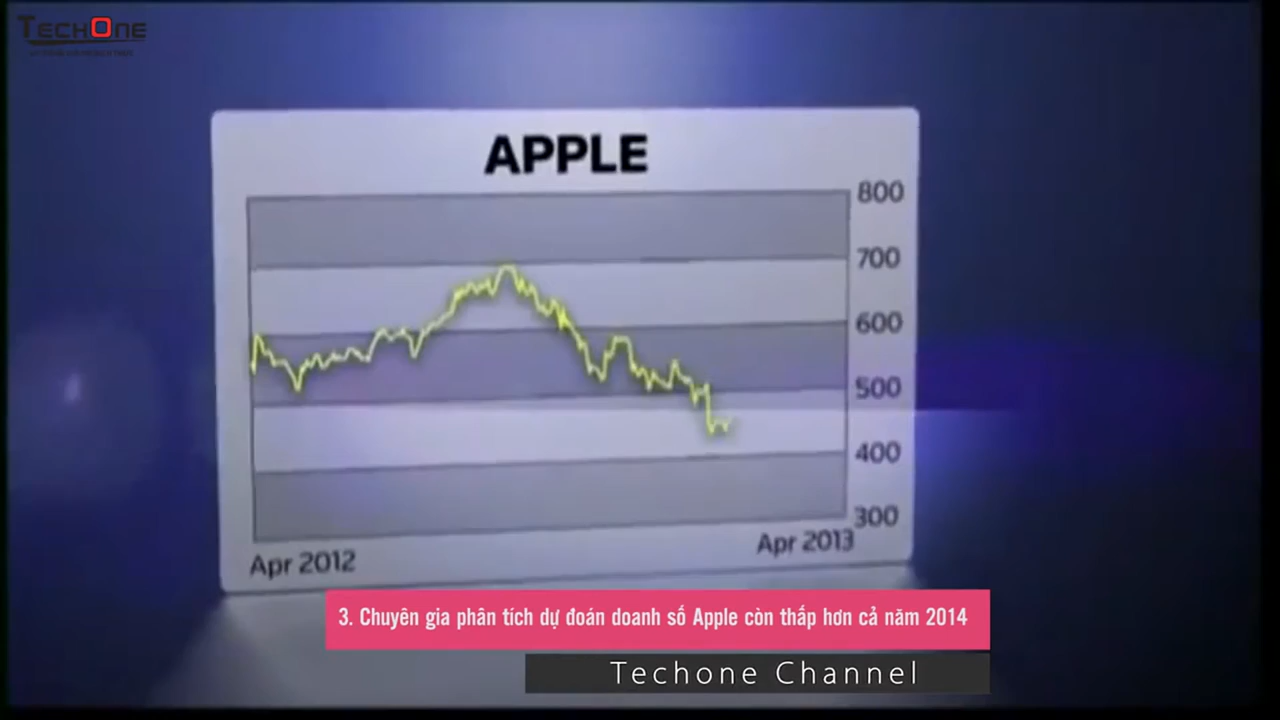 TECHONE
APPLE
800
700
600
500
400
300
Apr 2012
Apr 2013
3. Chuyên gia phân tích dự đoán doanh số Apple còn thấp hơn cả năm 2014
Techone Channel